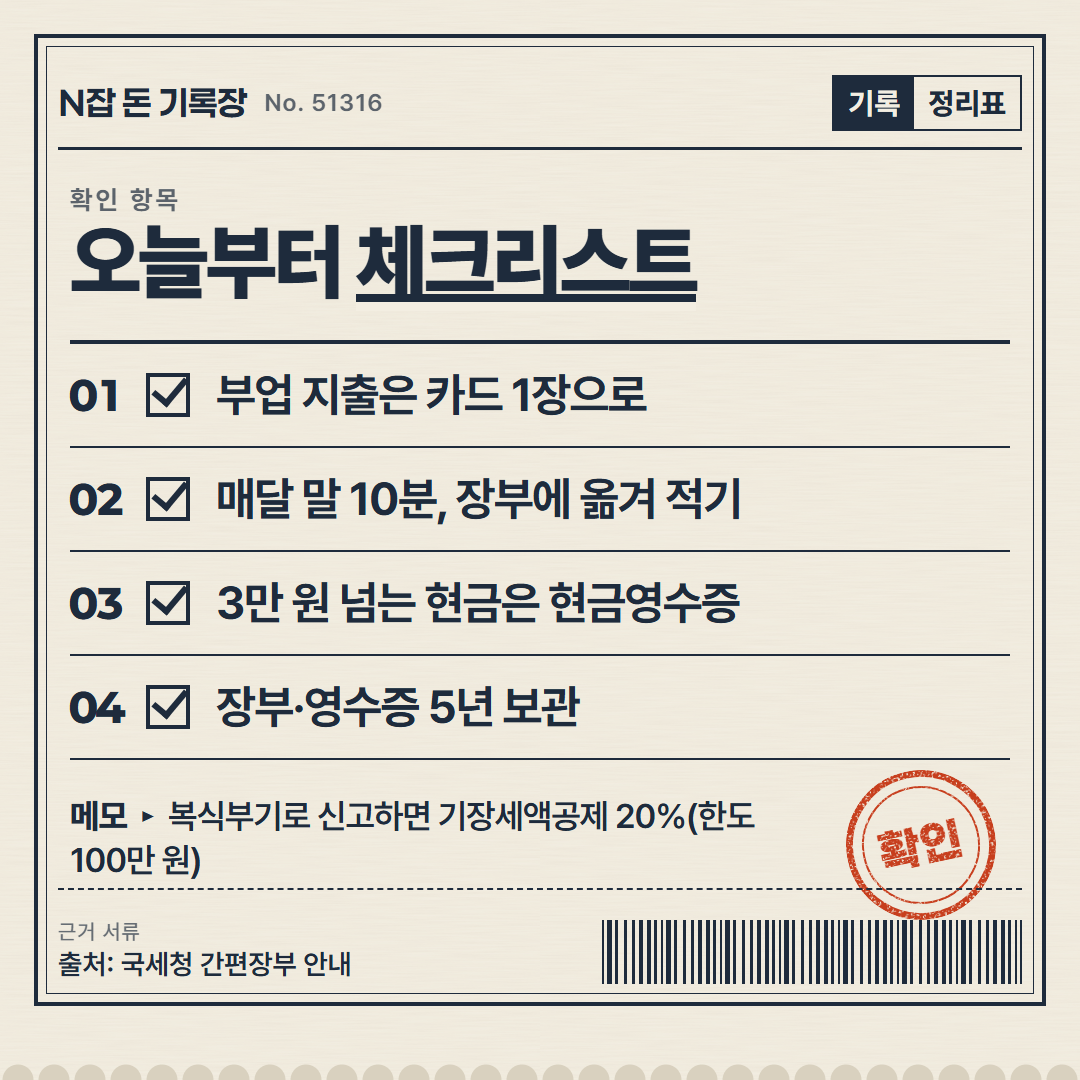 N잡 돈 기록장 No. 51316 기록 정리표
확인 항목
오늘부터 체크리스트
01 부업 지출은 카드 1장으로
02 매달 말 10분, 장부에 옮겨 적기
03 3만 원 넘는 현금은 현금영수증
04 장부·영수증 5년 보관
메모 ▸ 복식부기로 신고하면 기장세액공제 20%(한도
100만 원)
확인
근거 서류
출처: 국세청 간편장부 안내